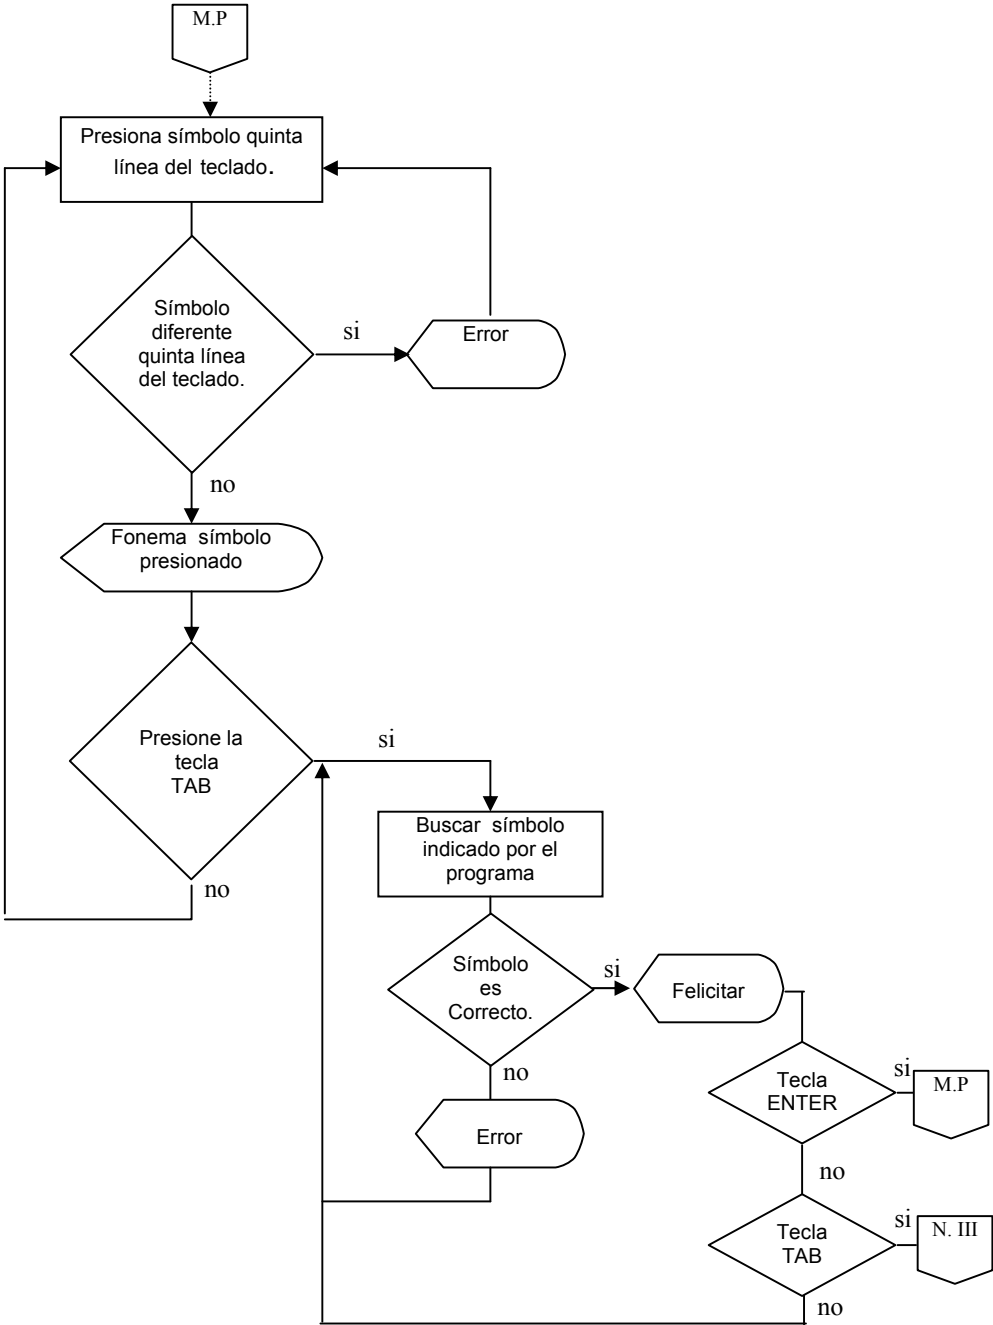 M.P
Presiona símbolo quinta
línea del teclado.
Símbolo
diferente
quinta línea
del teclado.
si
Error
no
Fonema símbolo
presionado
Presione la
tecla
TAB
si
no
Buscar símbolo
indicado por el
programa
Símbolo
es
Correcto.
si
Felicitar
no
Error
Tecla
ENTER
si
M.P
no
Tecla
TAB
si
N. III
no